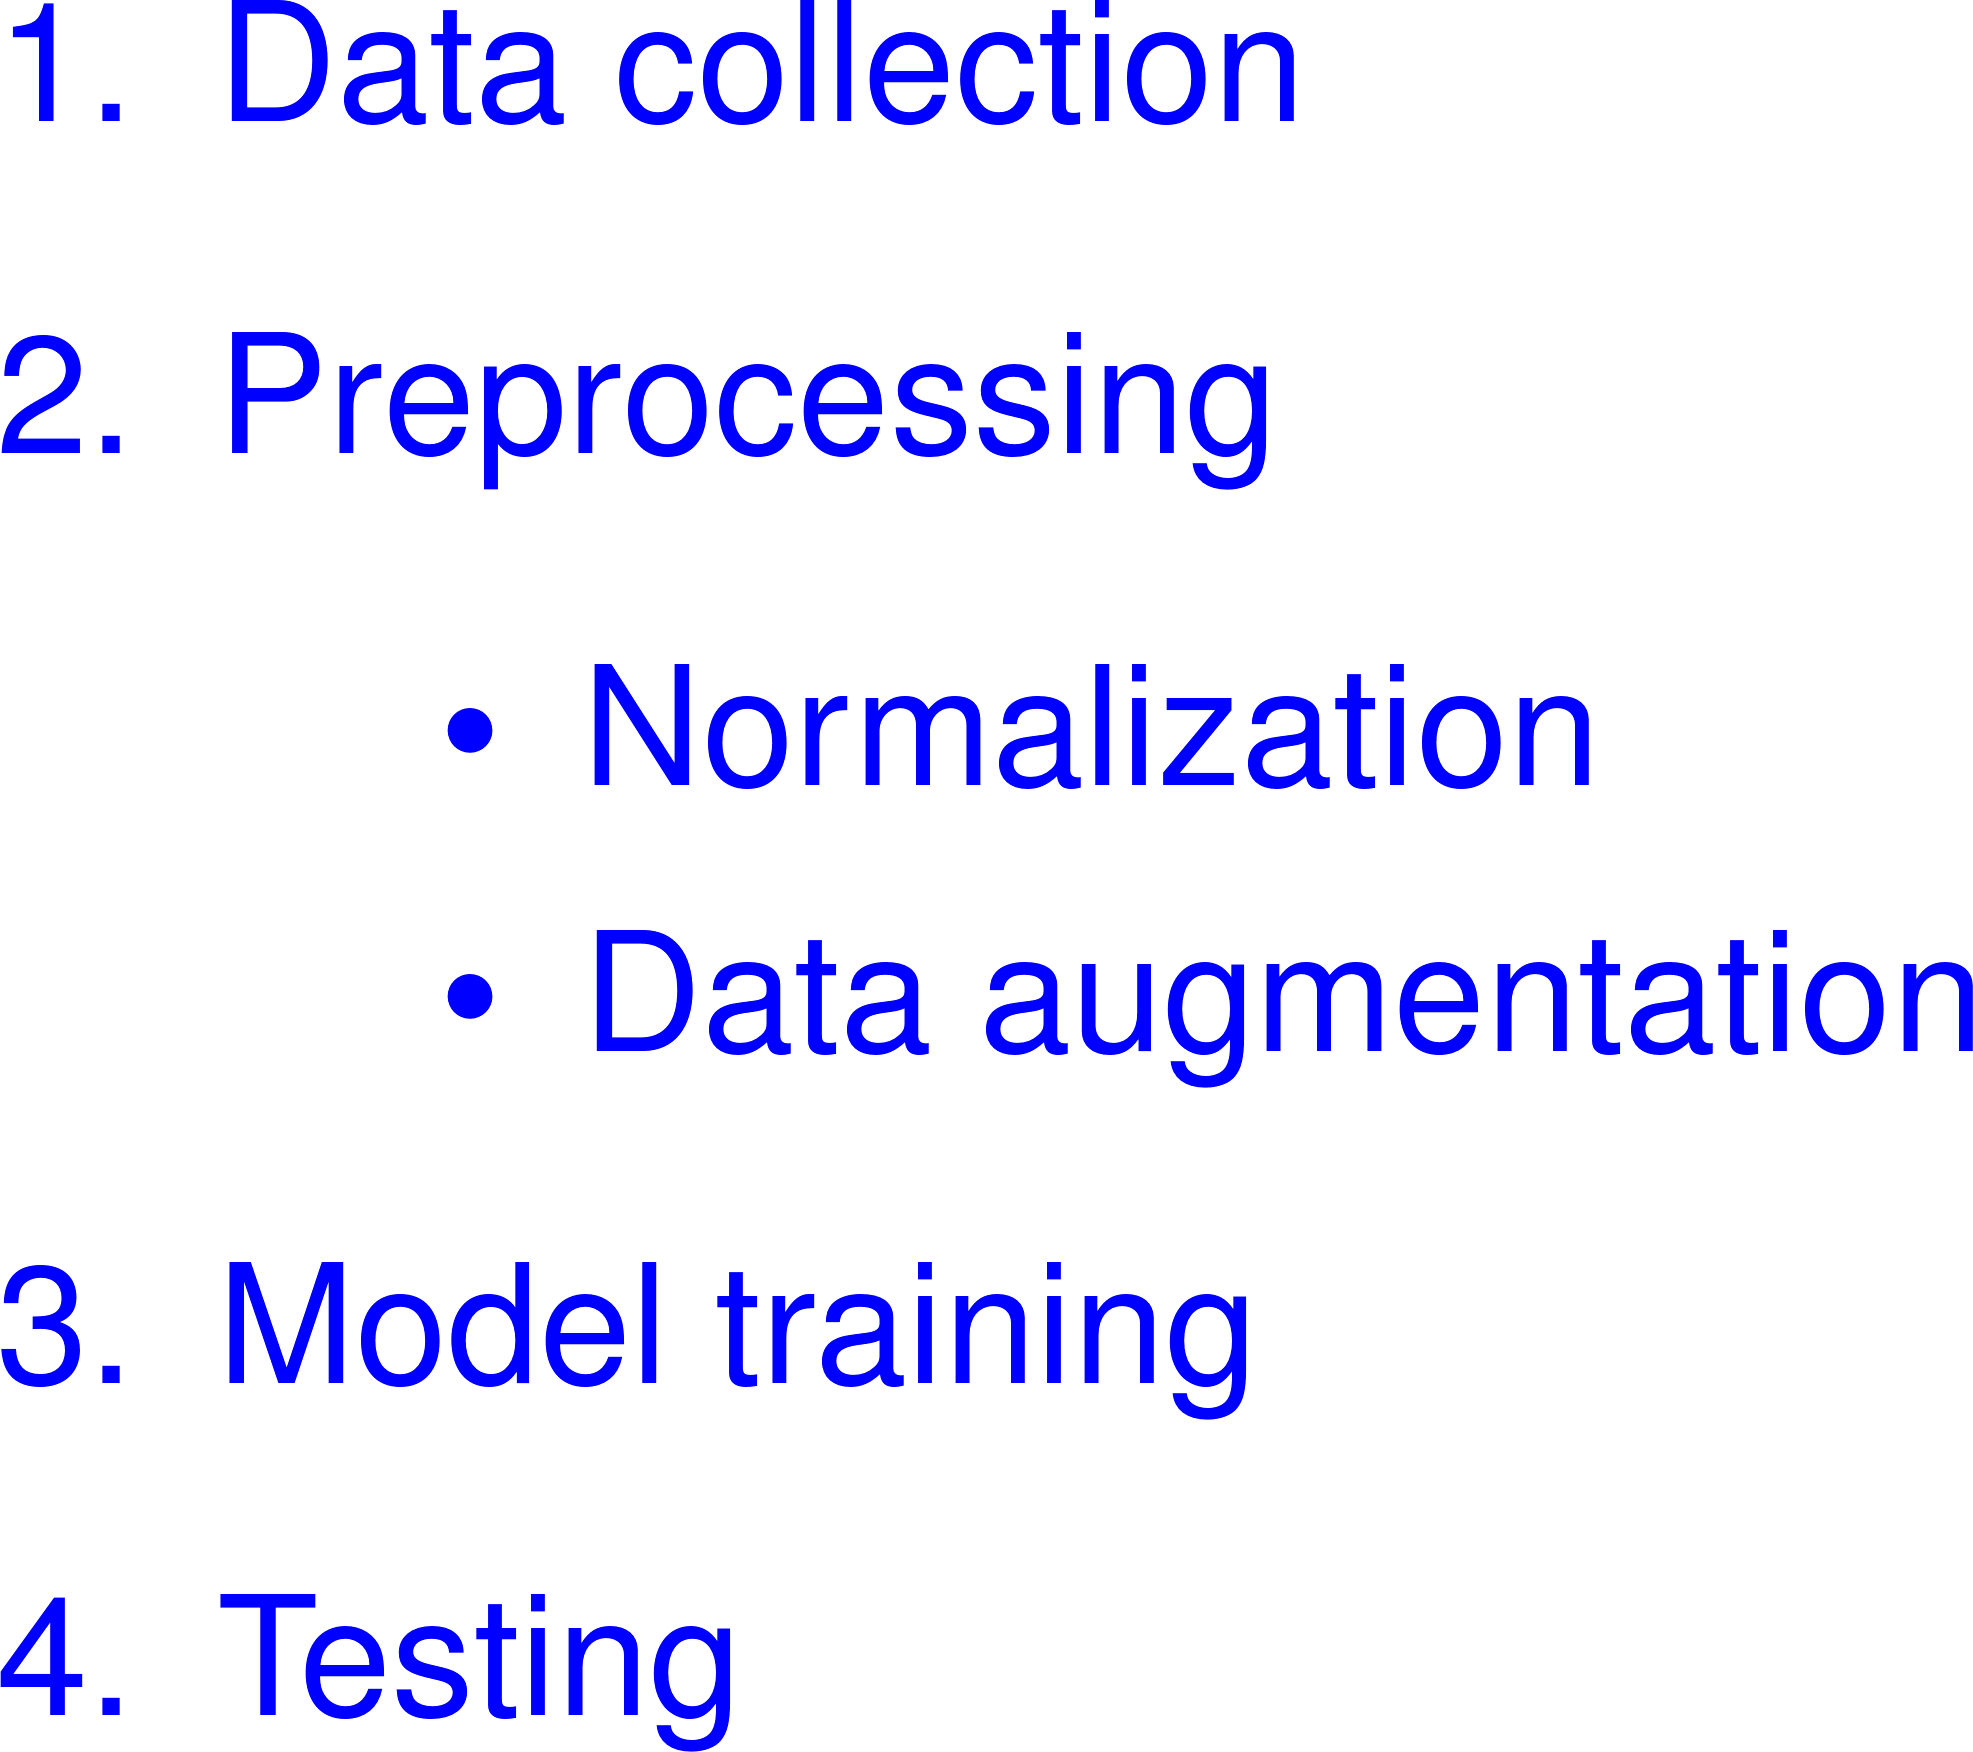 1. Data collection
2. Preprocessing
• Normalization
• Data augmentation
3. Model training
4. Testing